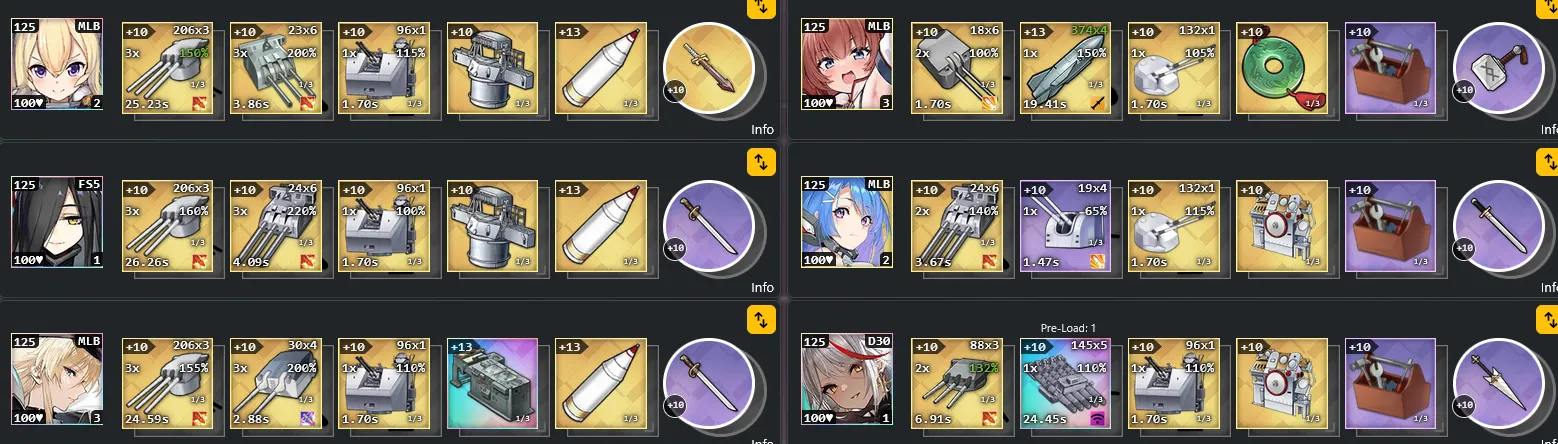 125 MLB
100♥ 2
+10 206x3
3x 150%
1/3
25.23s
+10 23x6
3x 200%
1/3
3.86s
+10 96x1
1x 115%
1/3
1.70s
+10
1/3
+13
1/3
+10
Info
125 MLB
100♥ 3
+10 18x6
2x 100%
1/3
1.70s
+13 374x4
1x 150%
1/3
19.41s
+10 132x1
1x 105%
1/3
1.70s
+10
1/3
+10
1/3
+10
Inf
125 FS5
100♥ 1
+10 206x3
3x 160%
1/3
26.26s
+10 24x6
3x 220%
1/3
4.09s
+10 96x1
1x 100%
1/3
1.70s
+10
1/3
+13
1/3
+10
Info
125 MLB
100♥ 2
+10 24x6
2x 140%
1/3
3.67s
+10 19x4
1x 65%
1/3
1.47s
+10 132x1
1x 115%
1/3
1.70s
+10
1/3
+10
1/3
+10
Inf
125 MLB
100♥ 3
+10 206x3
3x 155%
1/3
24.59s
+10 30x4
3x 200%
1/3
2.88s
+10 96x1
1x 110%
1/3
1.70s
+13
1/3
+13
1/3
+10
Pre-Load: 1
125 D30
100♥ 1
+10 88x3
2x 132%
1/3
6.91s
+10 145x5
1x 110%
1/3
24.45s
+10 96x1
1x 110%
1/3
1.70s
+10
1/3
+10
1/3
+10